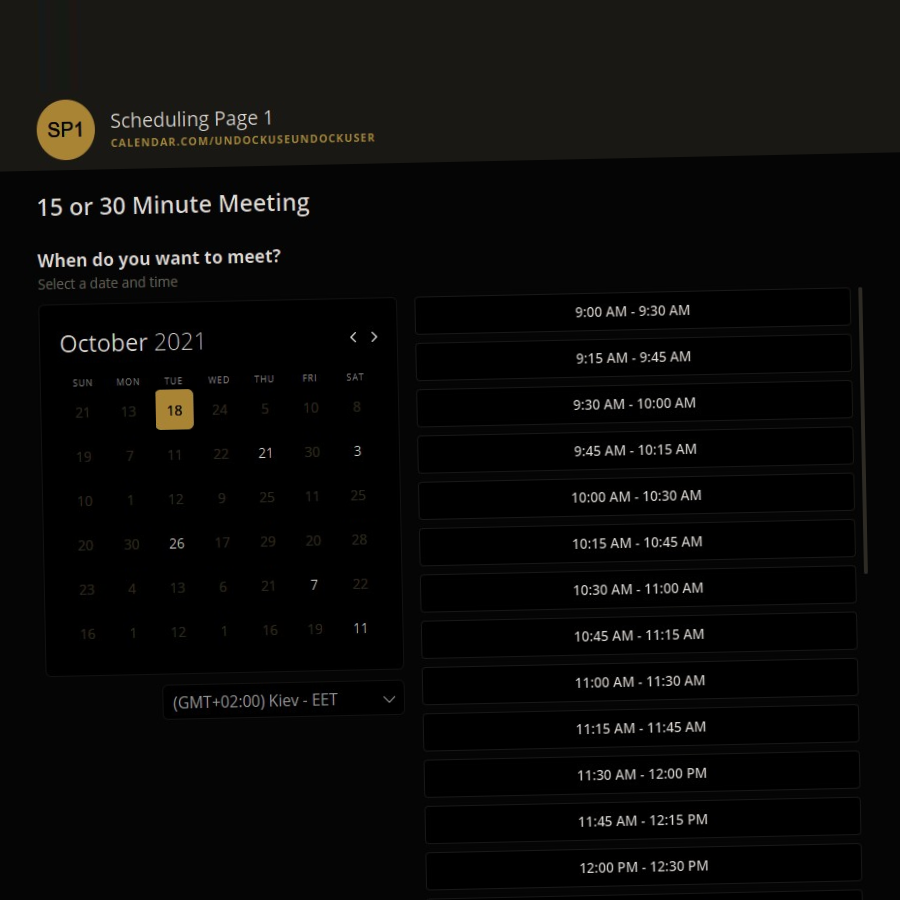 SP1
Scheduling Page 1
CALENDAR.COM/UNDOCKUSEUNDOCKUSER
15 or 30 Minute Meeting
When do you want to meet?
Select a date and time
October 2021
SUN MON TUE WED THU FRI SAT
21 13 18 24 5 10 8
19 7 11 22 21 30 3
10 1 12 9 25 11 25
20 30 26 17 29 20 28
23 4 13 6 21 7 22
16 1 12 1 16 19 11
(GMT+02:00) Kiev - EET
9:00 AM - 9:30 AM
9:15 AM - 9:45 AM
9:30 AM - 10:00 AM
9:45 AM - 10:15 AM
10:00 AM - 10:30 AM
10:15 AM - 10:45 AM
10:30 AM - 11:00 AM
10:45 AM - 11:15 AM
11:00 AM - 11:30 AM
11:15 AM - 11:45 AM
11:30 AM - 12:00 PM
11:45 AM - 12:15 PM
12:00 PM - 12:30 PM